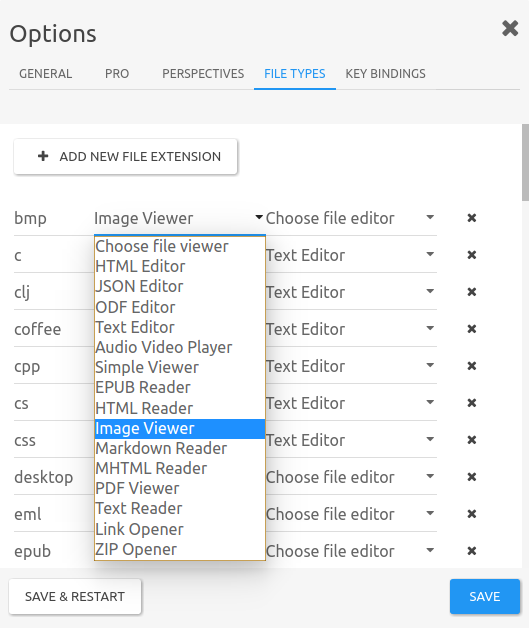 Options
GENERAL PRO PERSPECTIVES FILE TYPES KEY BINDINGS
ADD NEW FILE EXTENSION
bmp Image Viewer Choose file editor
Choose file viewer
c Text Editor
HTML Editor
JSON Editor
clj Text Editor
ODF Editor
coffee Text Editor
Text Editor
Audio Video Player
cpp Text Editor
Simple Viewer
EPUB Reader
cs Text Editor
HTML Reader
Image Viewer
css Text Editor
Markdown Reader
MHTML Reader
desktop Choose file editor
PDF Viewer
Text Reader
eml Choose file editor
Link Opener
ZIP Opener
epub Choose file editor
SAVE & RESTART SAVE